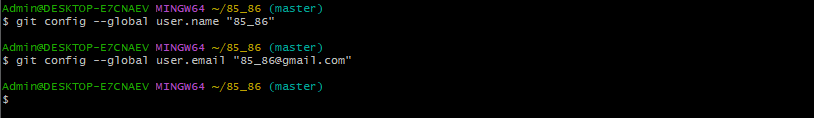 Admin@DESKTOP-E7CNAEV MINGW64 ~/85_86 (master)
$ git config --global user.name "85_86"
Admin@DESKTOP-E7CNAEV MINGW64 ~/85_86 (master)
$ git config --global user.email "85_86@gmail.com"
Admin@DESKTOP-E7CNAEV MINGW64 ~/85_86 (master)
$